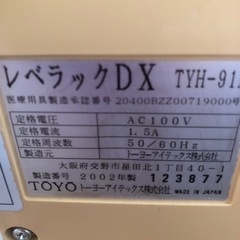 レベラックDX TYH-91
医療用具製造承認番号 20400BZZ00719000号
定格電圧 AC100V
定格電流 1.5A
定格周波数 50/60Hz
製造元 トーヨーアイテックス株式会社
大阪府交野市星田北1丁目40-1
製造番号 2002年製 123877
TOYO トーヨーアイテックス株式会社 MADE IN JAPAN